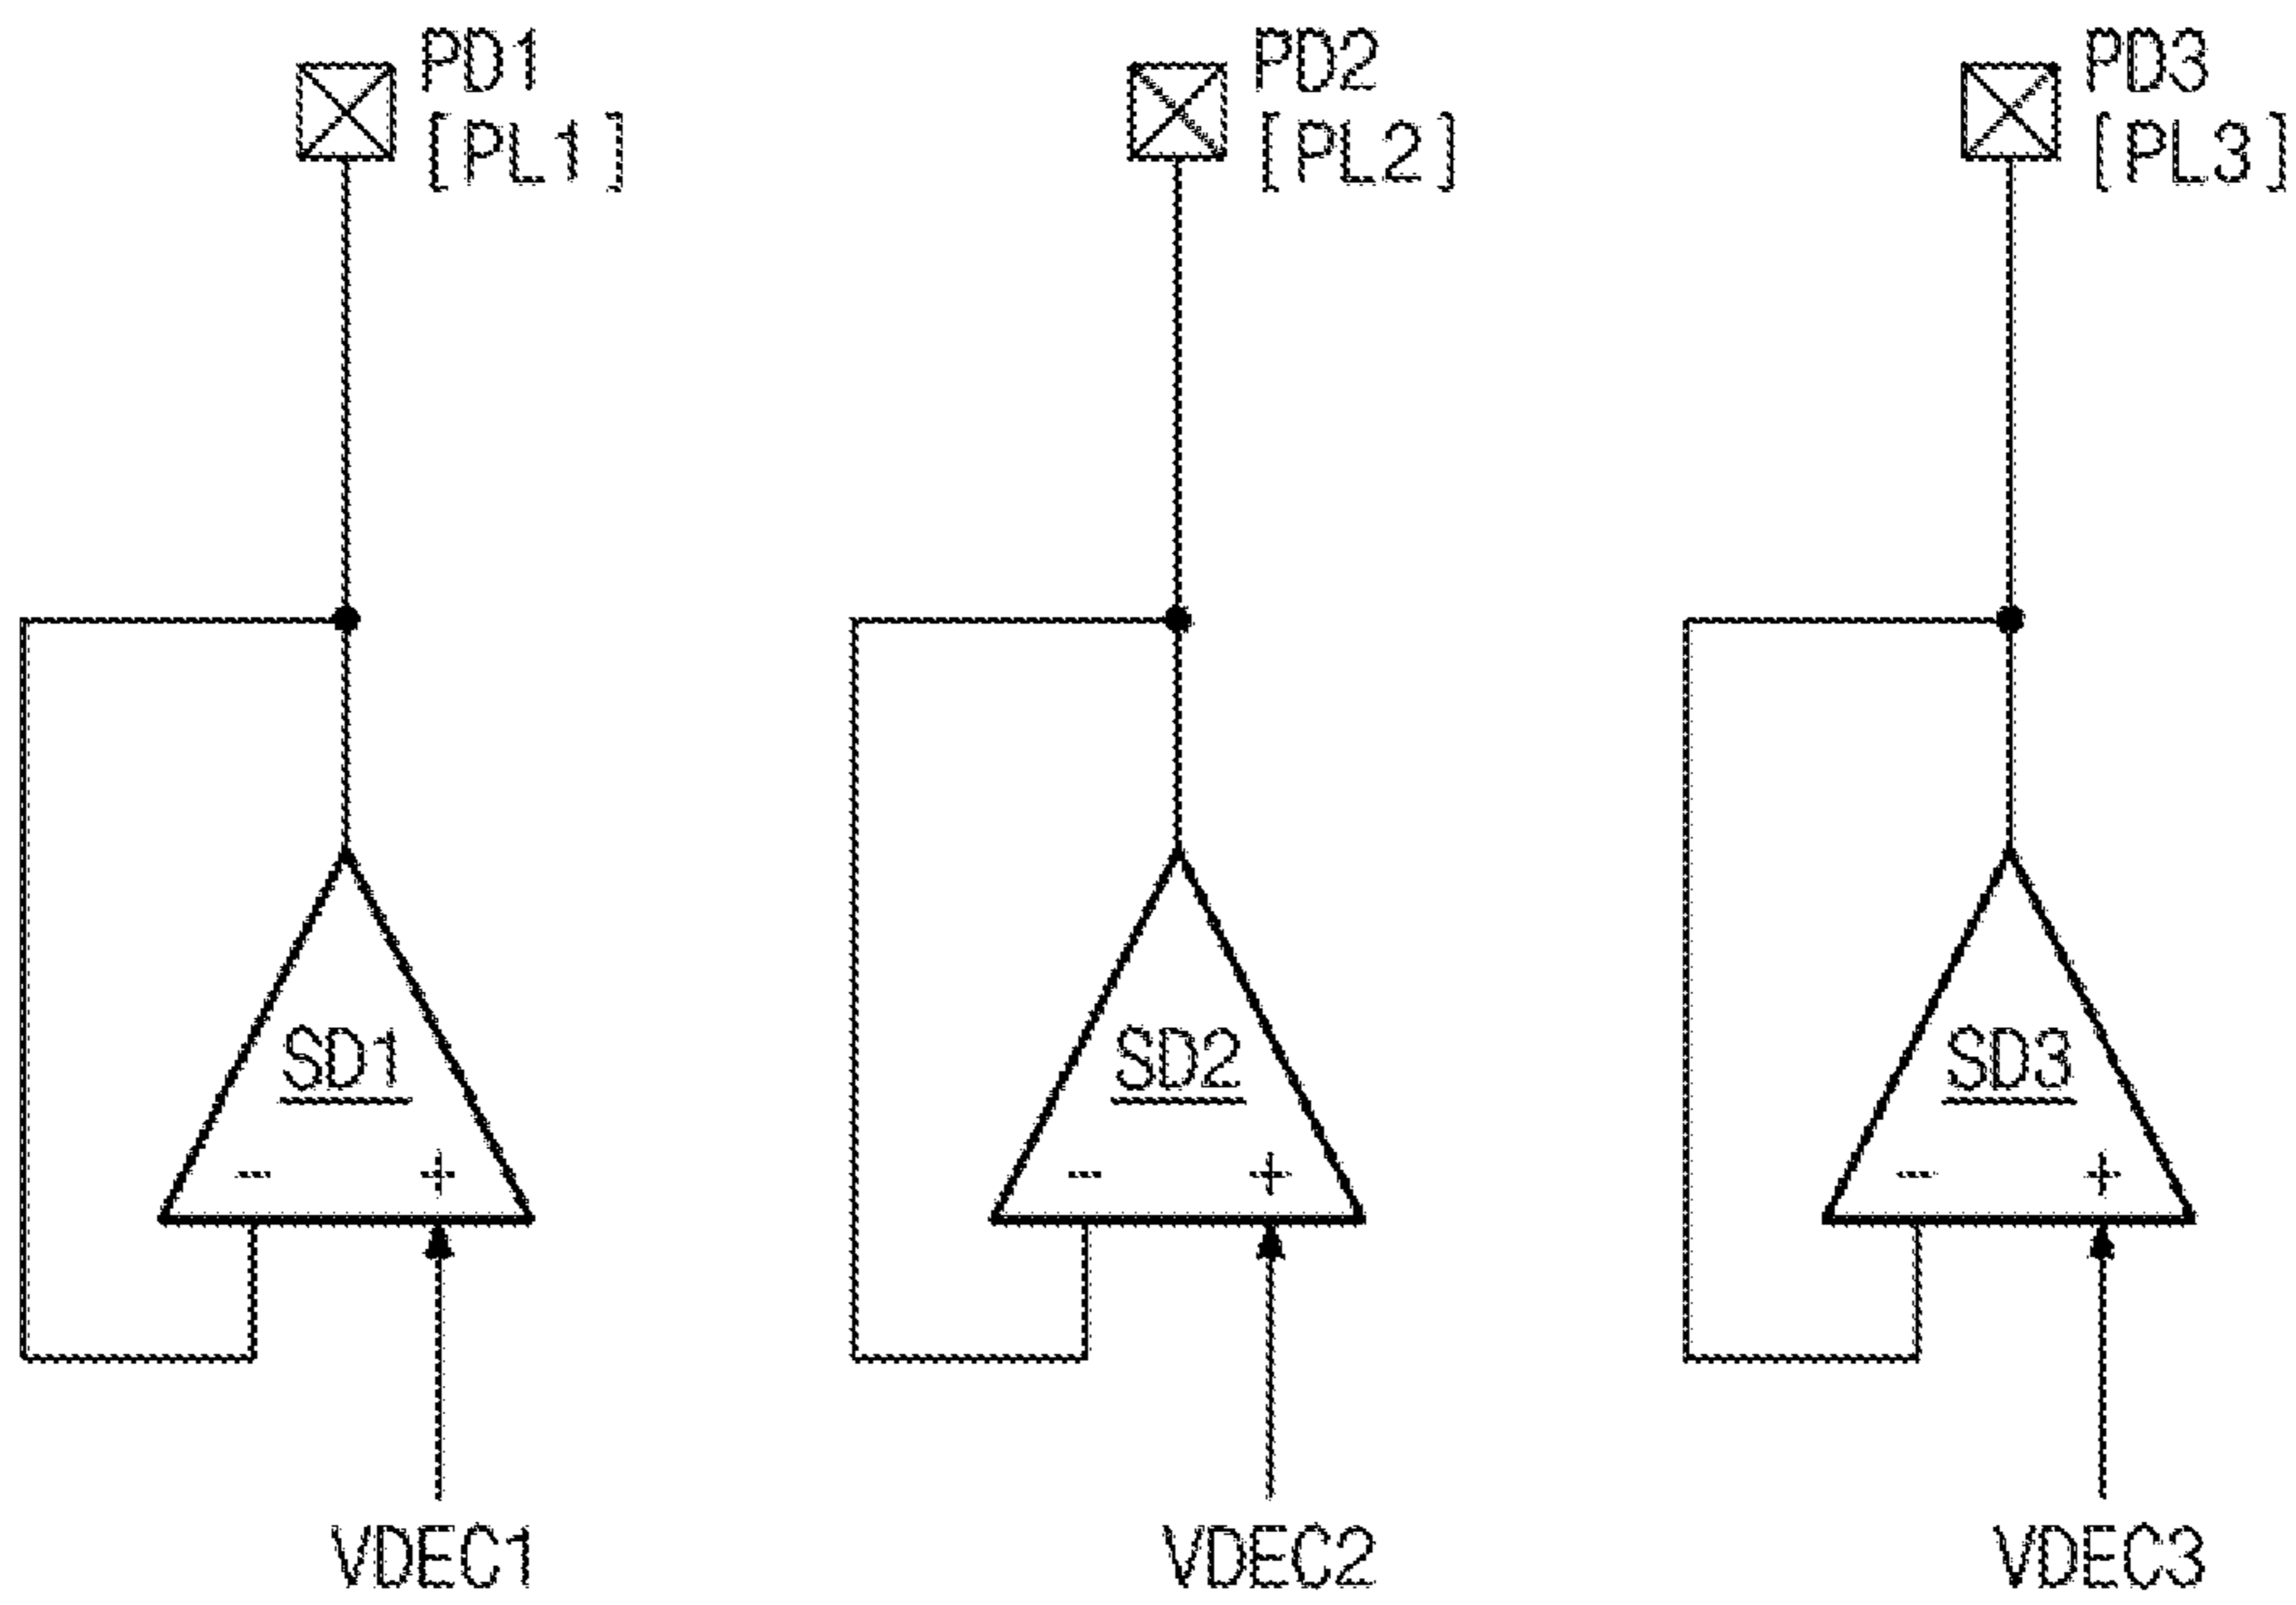 PD1 PD2 PD3
[PL1] [PL2] [PL3]
SD1 SD2 SD3
- + - + - +
VDEC1 VDEC2 VDEC3